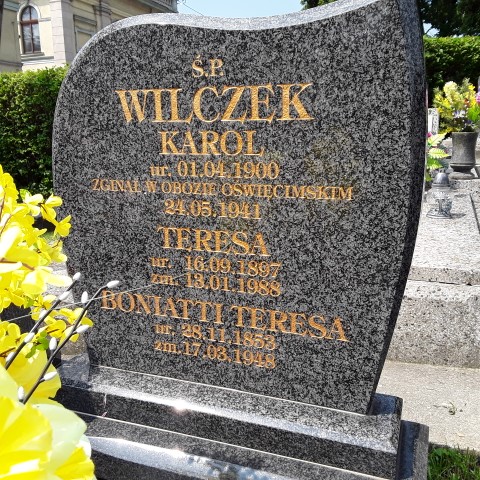 Ś.P.
WILCZEK
KAROL
ur. 01.04.1900
ZGINĄŁ W OBOZIE OŚWIĘCIMSKIM
24.05.1941
TERESA
ur. 16.09.1897
zm. 13.01.1988
BONIATTI TERESA
ur. 28.11.1853
zm. 17.03.1948